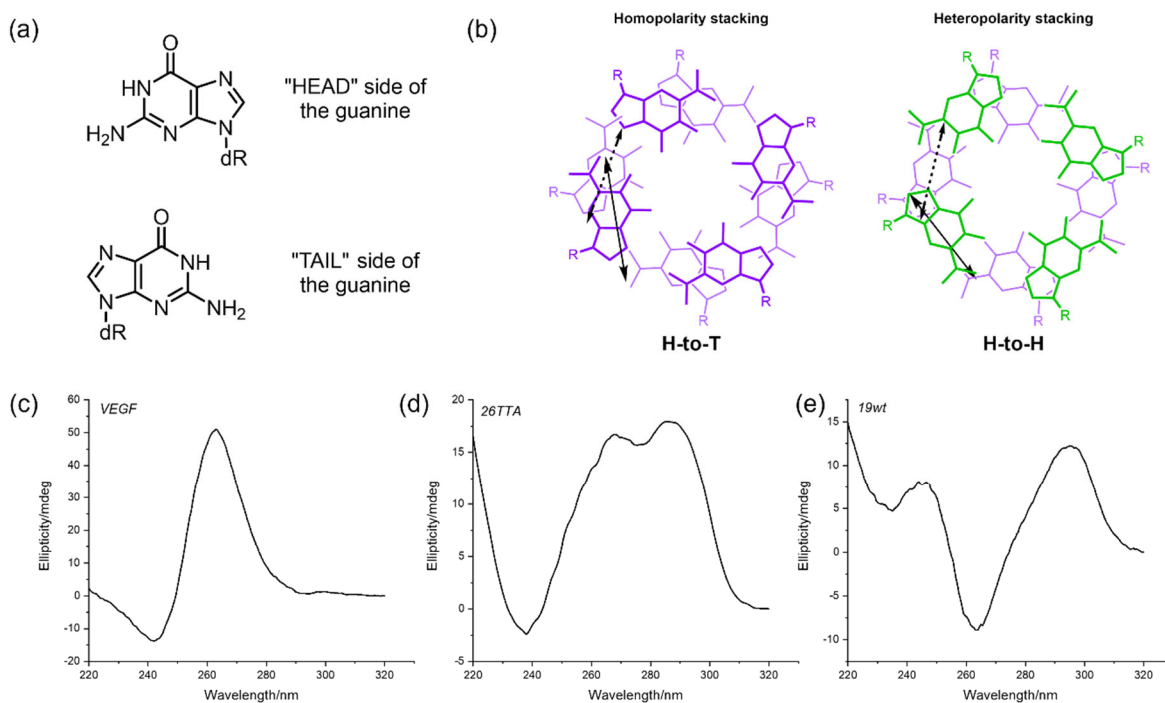 (a)
O
N
NH
H₂N
N
N
dR
"HEAD" side of
the guanine
O
N
NH
N
N
NH₂
dR
"TAIL" side of
the guanine
(b)
Homopolarity stacking
R
R
R
R
R
R
R
R
H-to-T
Heteropolarity stacking
R
R
R
R
R
R
R
R
H-to-H
(c)
VEGF
Ellipticity/mdeg
60
50
40
30
20
10
0
-10
-20
220
240
260
280
300
320
Wavelength/nm
(d)
26TTA
Ellipticity/mdeg
20
15
10
5
0
-5
220
240
260
280
300
320
Wavelength/nm
(e)
19wt
Ellipticity/mdeg
15
10
5
0
-5
-10
220
240
260
280
300
320
Wavelength/nm